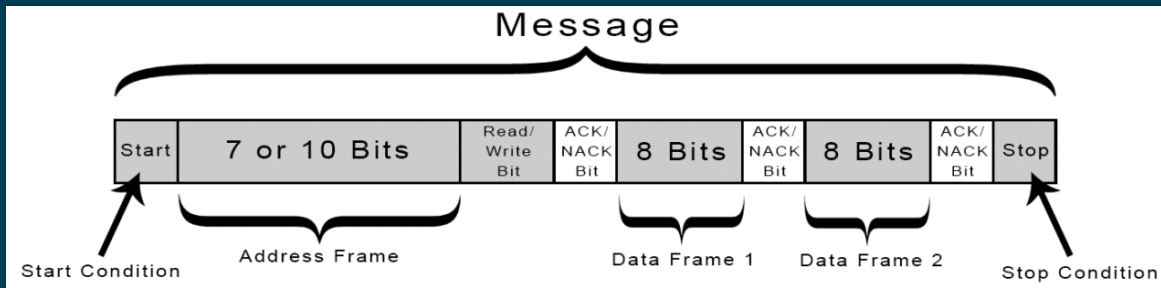 Message
Start
7 or 10 Bits
Read/
Write
Bit
ACK/
NACK
Bit
8 Bits
ACK/
NACK
Bit
8 Bits
ACK/
NACK
Bit
Stop
Address Frame
Data Frame 1
Data Frame 2
Start Condition
Stop Condition